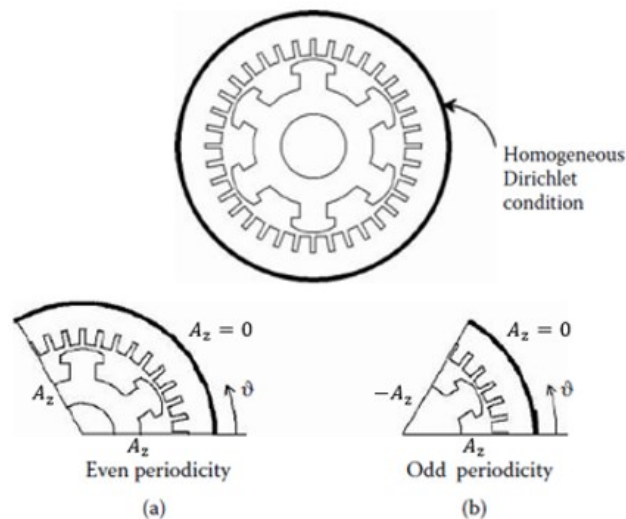 Homogeneous
Dirichlet
condition
A_z = 0
ϑ
A_z
A_z
Even periodicity
(a)
A_z = 0
ϑ
-A_z
A_z
Odd periodicity
(b)